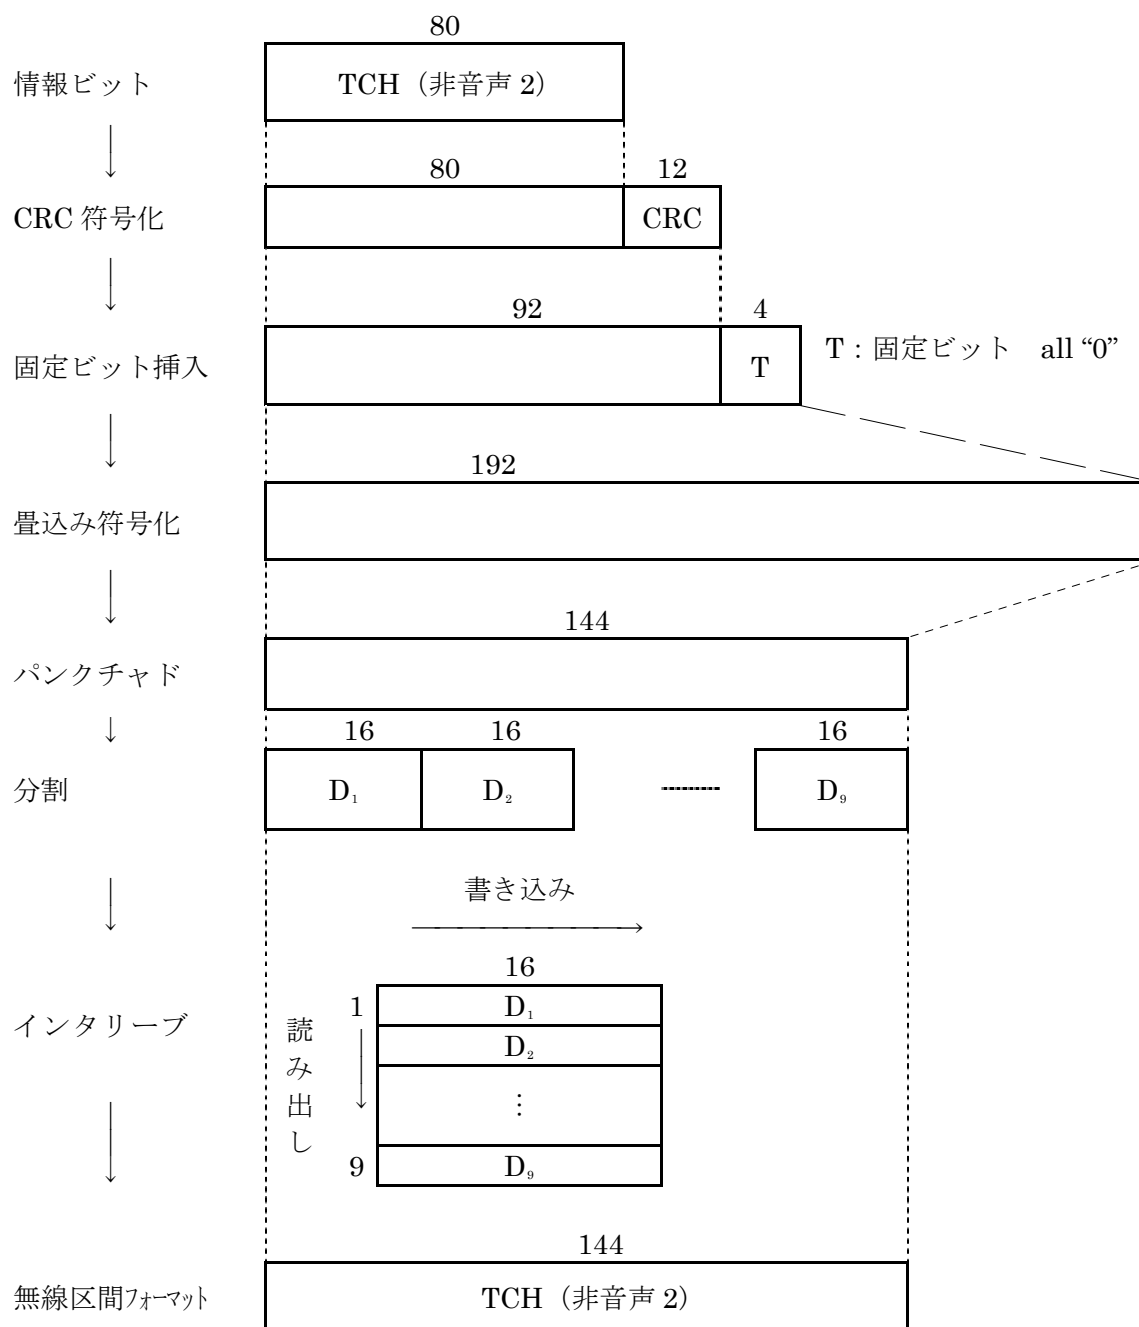 80
情報ビット
TCH（非音声 2）
80 12
CRC 符号化
CRC
92 4
固定ビット挿入
T
T : 固定ビット all “0”
192
畳込み符号化
144
パンクチャド
16 16 16
分割
D₁ D₂ D₉
書き込み
16
インタリーブ
読み出し
1 D₁
D₂
⋮
9 D₉
144
無線区間フォーマット
TCH（非音声 2）